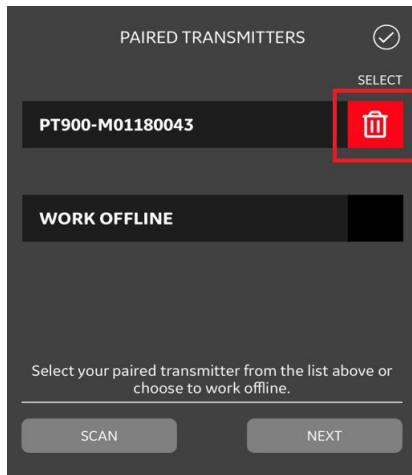 PAIRED TRANSMITTERS
SELECT
PT900-M01180043
WORK OFFLINE
Select your paired transmitter from the list above or
choose to work offline.
SCAN
NEXT